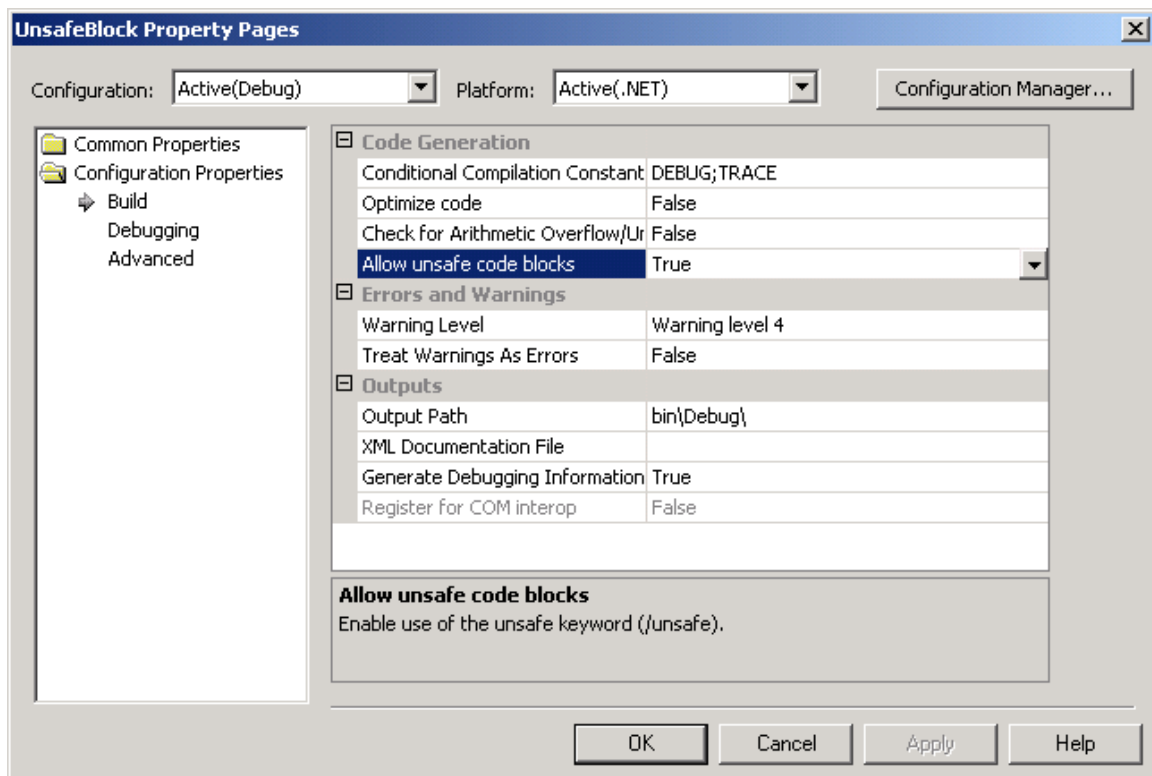 UnsafeBlock Property Pages
Configuration: Active(Debug) Platform: Active(.NET) Configuration Manager...
Common Properties
Configuration Properties
Build
Debugging
Advanced
Code Generation
Conditional Compilation Constant DEBUG;TRACE
Optimize code False
Check for Arithmetic Overflow/Ur False
Allow unsafe code blocks True
Errors and Warnings
Warning Level Warning level 4
Treat Warnings As Errors False
Outputs
Output Path bin\Debug\
XML Documentation File
Generate Debugging Information True
Register for COM interop False
Allow unsafe code blocks
Enable use of the unsafe keyword (/unsafe).
OK Cancel Apply Help